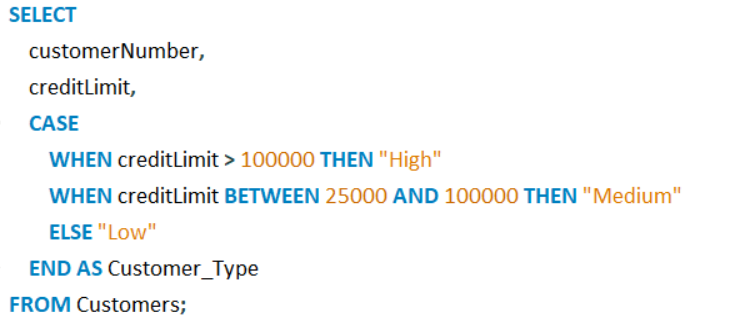 SELECT
customerNumber,
creditLimit,
CASE
WHEN creditLimit > 100000 THEN "High"
WHEN creditLimit BETWEEN 25000 AND 100000 THEN "Medium"
ELSE "Low"
END AS Customer_Type
FROM Customers;